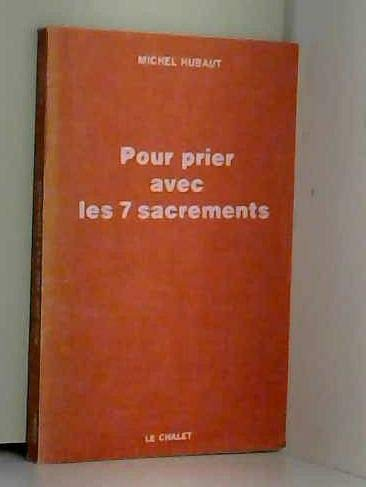 MICHEL HUBAUT
Pour prier
avec
les 7 sacrements
LE CHALET